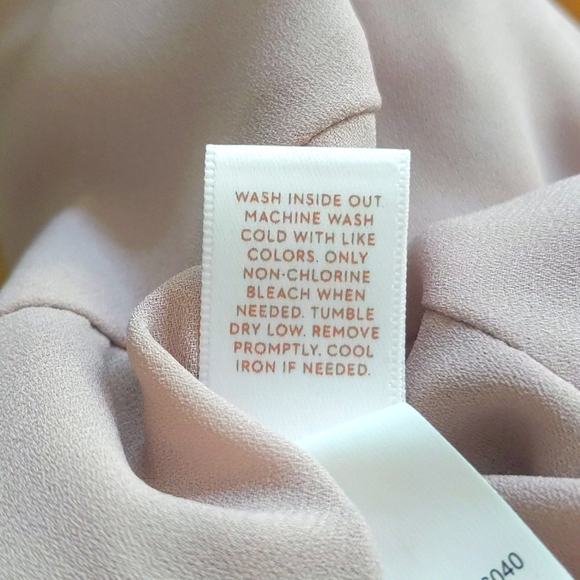 WASH INSIDE OUT
MACHINE WASH
COLD WITH LIKE
COLORS. ONLY
NON-CHLORINE
BLEACH WHEN
NEEDED. TUMBLE
DRY LOW. REMOVE
PROMPTLY. COOL
IRON IF NEEDED.